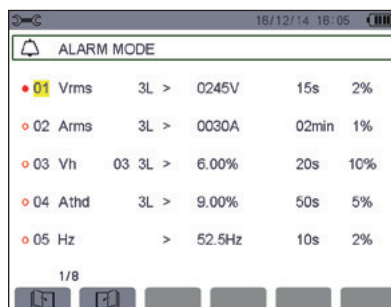 16/12/14 16:05
ALARM MODE
01 Vrms 3L > 0245V 15s 2%
02 Arms 3L > 0030A 02min 1%
03 Vh 03 3L > 6.00% 20s 10%
04 Athd 3L > 9.00% 50s 5%
05 Hz > 52.5Hz 10s 2%
1/8